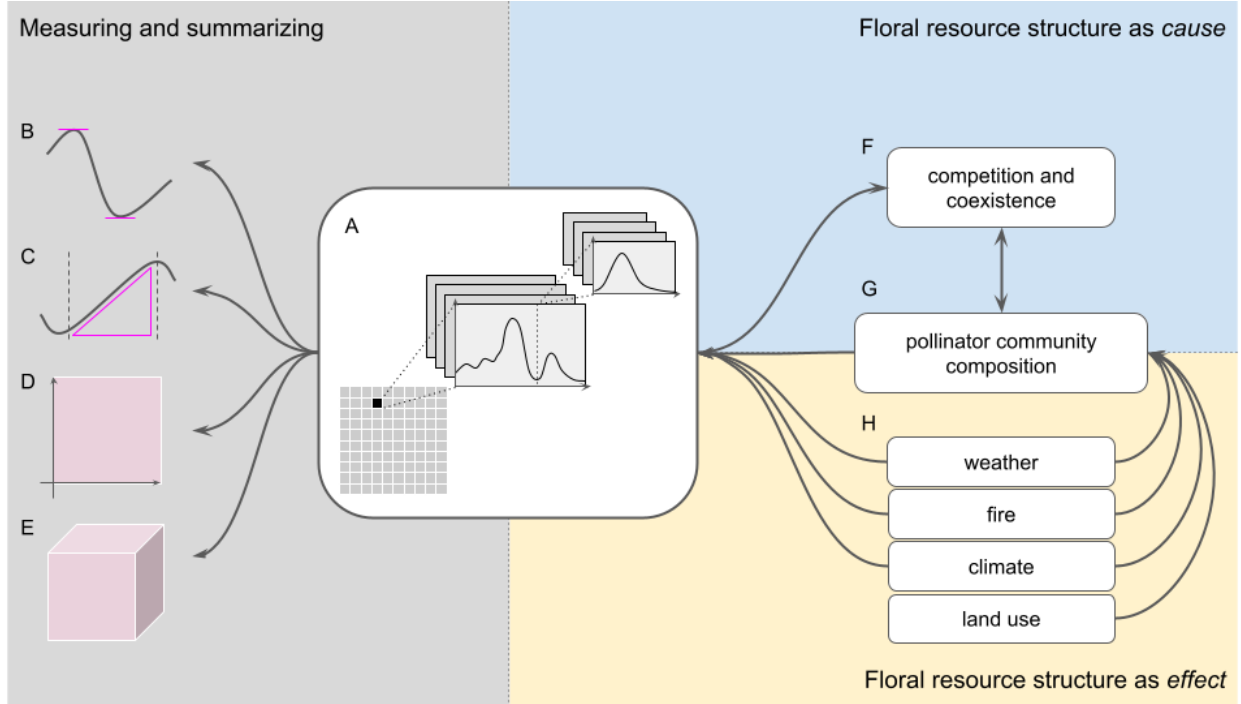 Measuring and summarizing
Floral resource structure as cause
B
C
D
E
A
F
competition and
coexistence
G
pollinator community
composition
H
weather
fire
climate
land use
Floral resource structure as effect